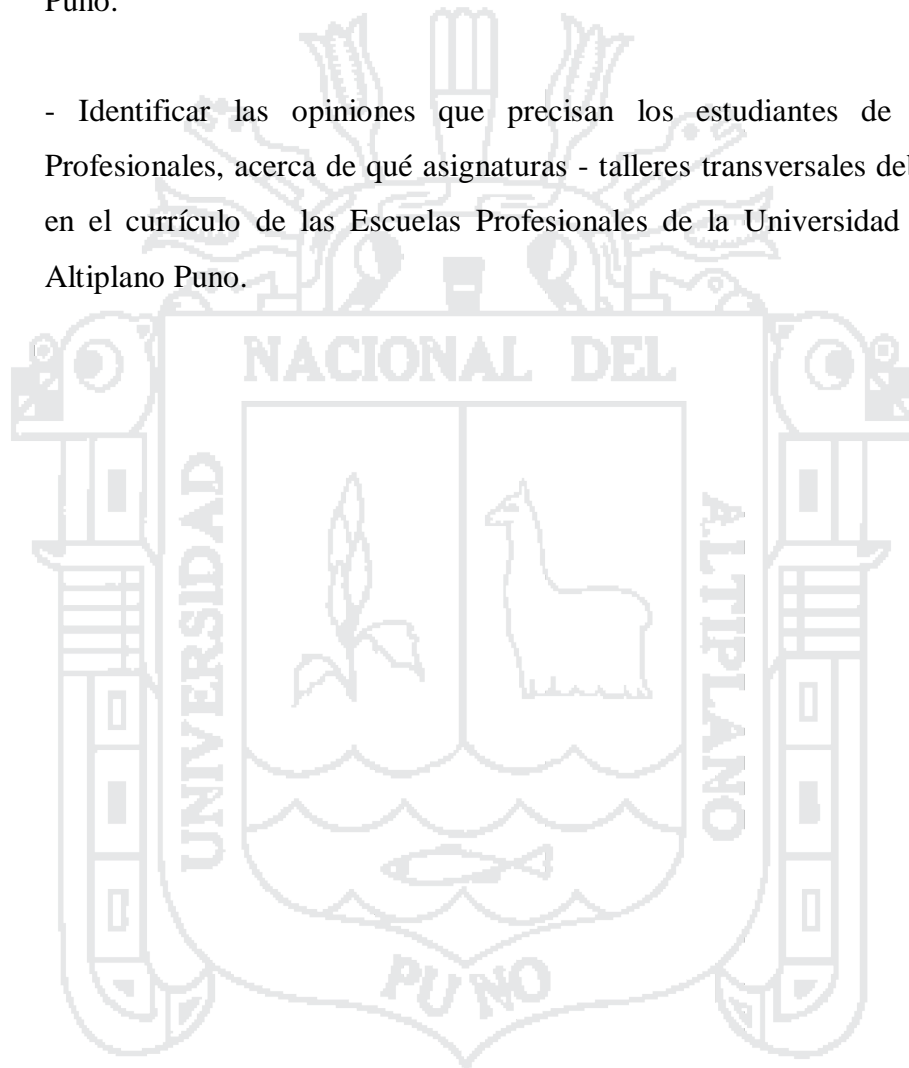 Puno.
- Identificar las opiniones que precisan los estudiantes de
Profesionales, acerca de qué asignaturas - talleres transversales
en el currículo de las Escuelas Profesionales de la Universidad
Altiplano Puno.
NACIONAL DEL
UNIVERSIDAD
ALTIPLANO
PUNO